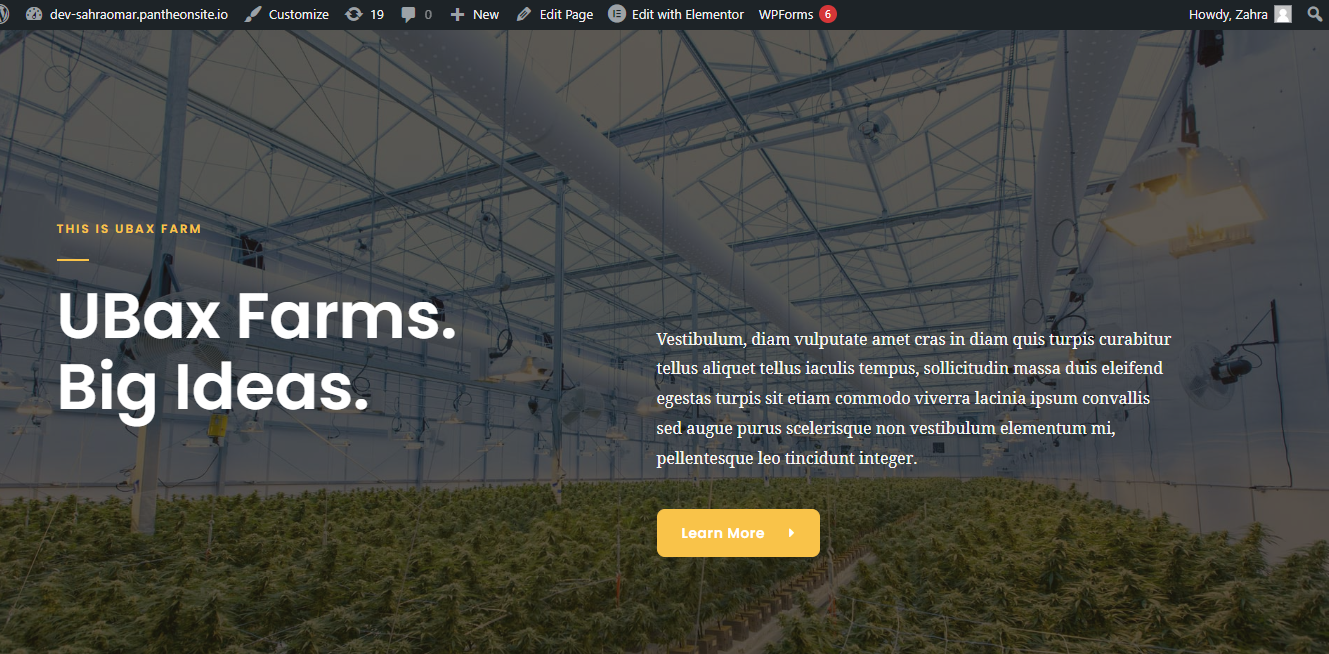 dev-sahraomar.pantheonsite.io Customize 19 0 New Edit Page Edit with Elementor WPForms 6 Howdy, Zahra
THIS IS UBAX FARM
UBax Farms.
Big Ideas.
Vestibulum, diam vulputate amet cras in diam quis turpis curabitur
tellus aliquet tellus iaculis tempus, sollicitudin massa duis eleifend
egestas turpis sit etiam commodo viverra lacinia ipsum convallis
sed augue purus scelerisque non vestibulum elementum mi,
pellentesque leo tincidunt integer.
Learn More